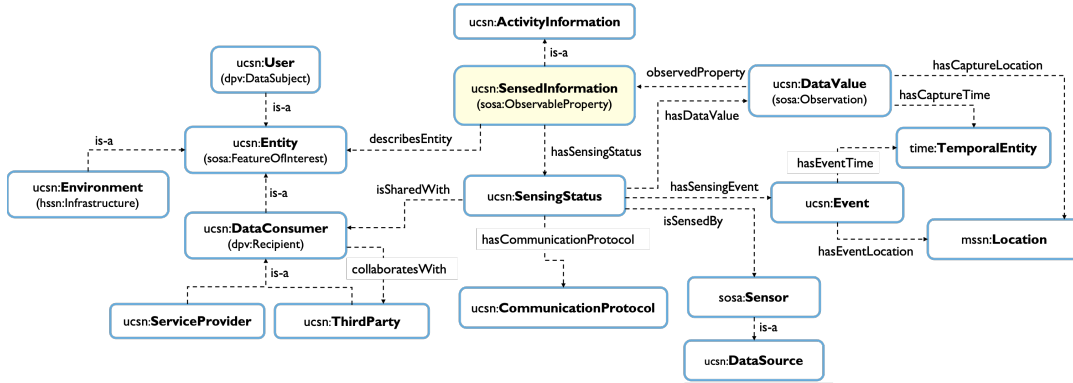 ucsn:ActivityInformation
is-a
ucsn:User
(dpv:DataSubject)
is-a
ucsn:SensedInformation
(sosa:ObservableProperty)
observedProperty
ucsn:DataValue
(sosa:Observation)
hasCaptureLocation
hasCaptureTime
hasDataValue
describesEntity
is-a
ucsn:Entity
(sosa:FeatureOfInterest)
hasSensingStatus
hasEventTime
time:TemporalEntity
ucsn:Environment
(hssn:Infrastructure)
is-a
isSharedWith
ucsn:SensingStatus
hasSensingEvent
ucsn:Event
isSensedBy
ucsn:DataConsumer
(dpv:Recipient)
hasCommunicationProtocol
hasEventLocation
mssn:Location
is-a
collaboratesWith
ucsn:ServiceProvider
ucsn:ThirdParty
ucsn:CommunicationProtocol
sosa:Sensor
is-a
ucsn:DataSource